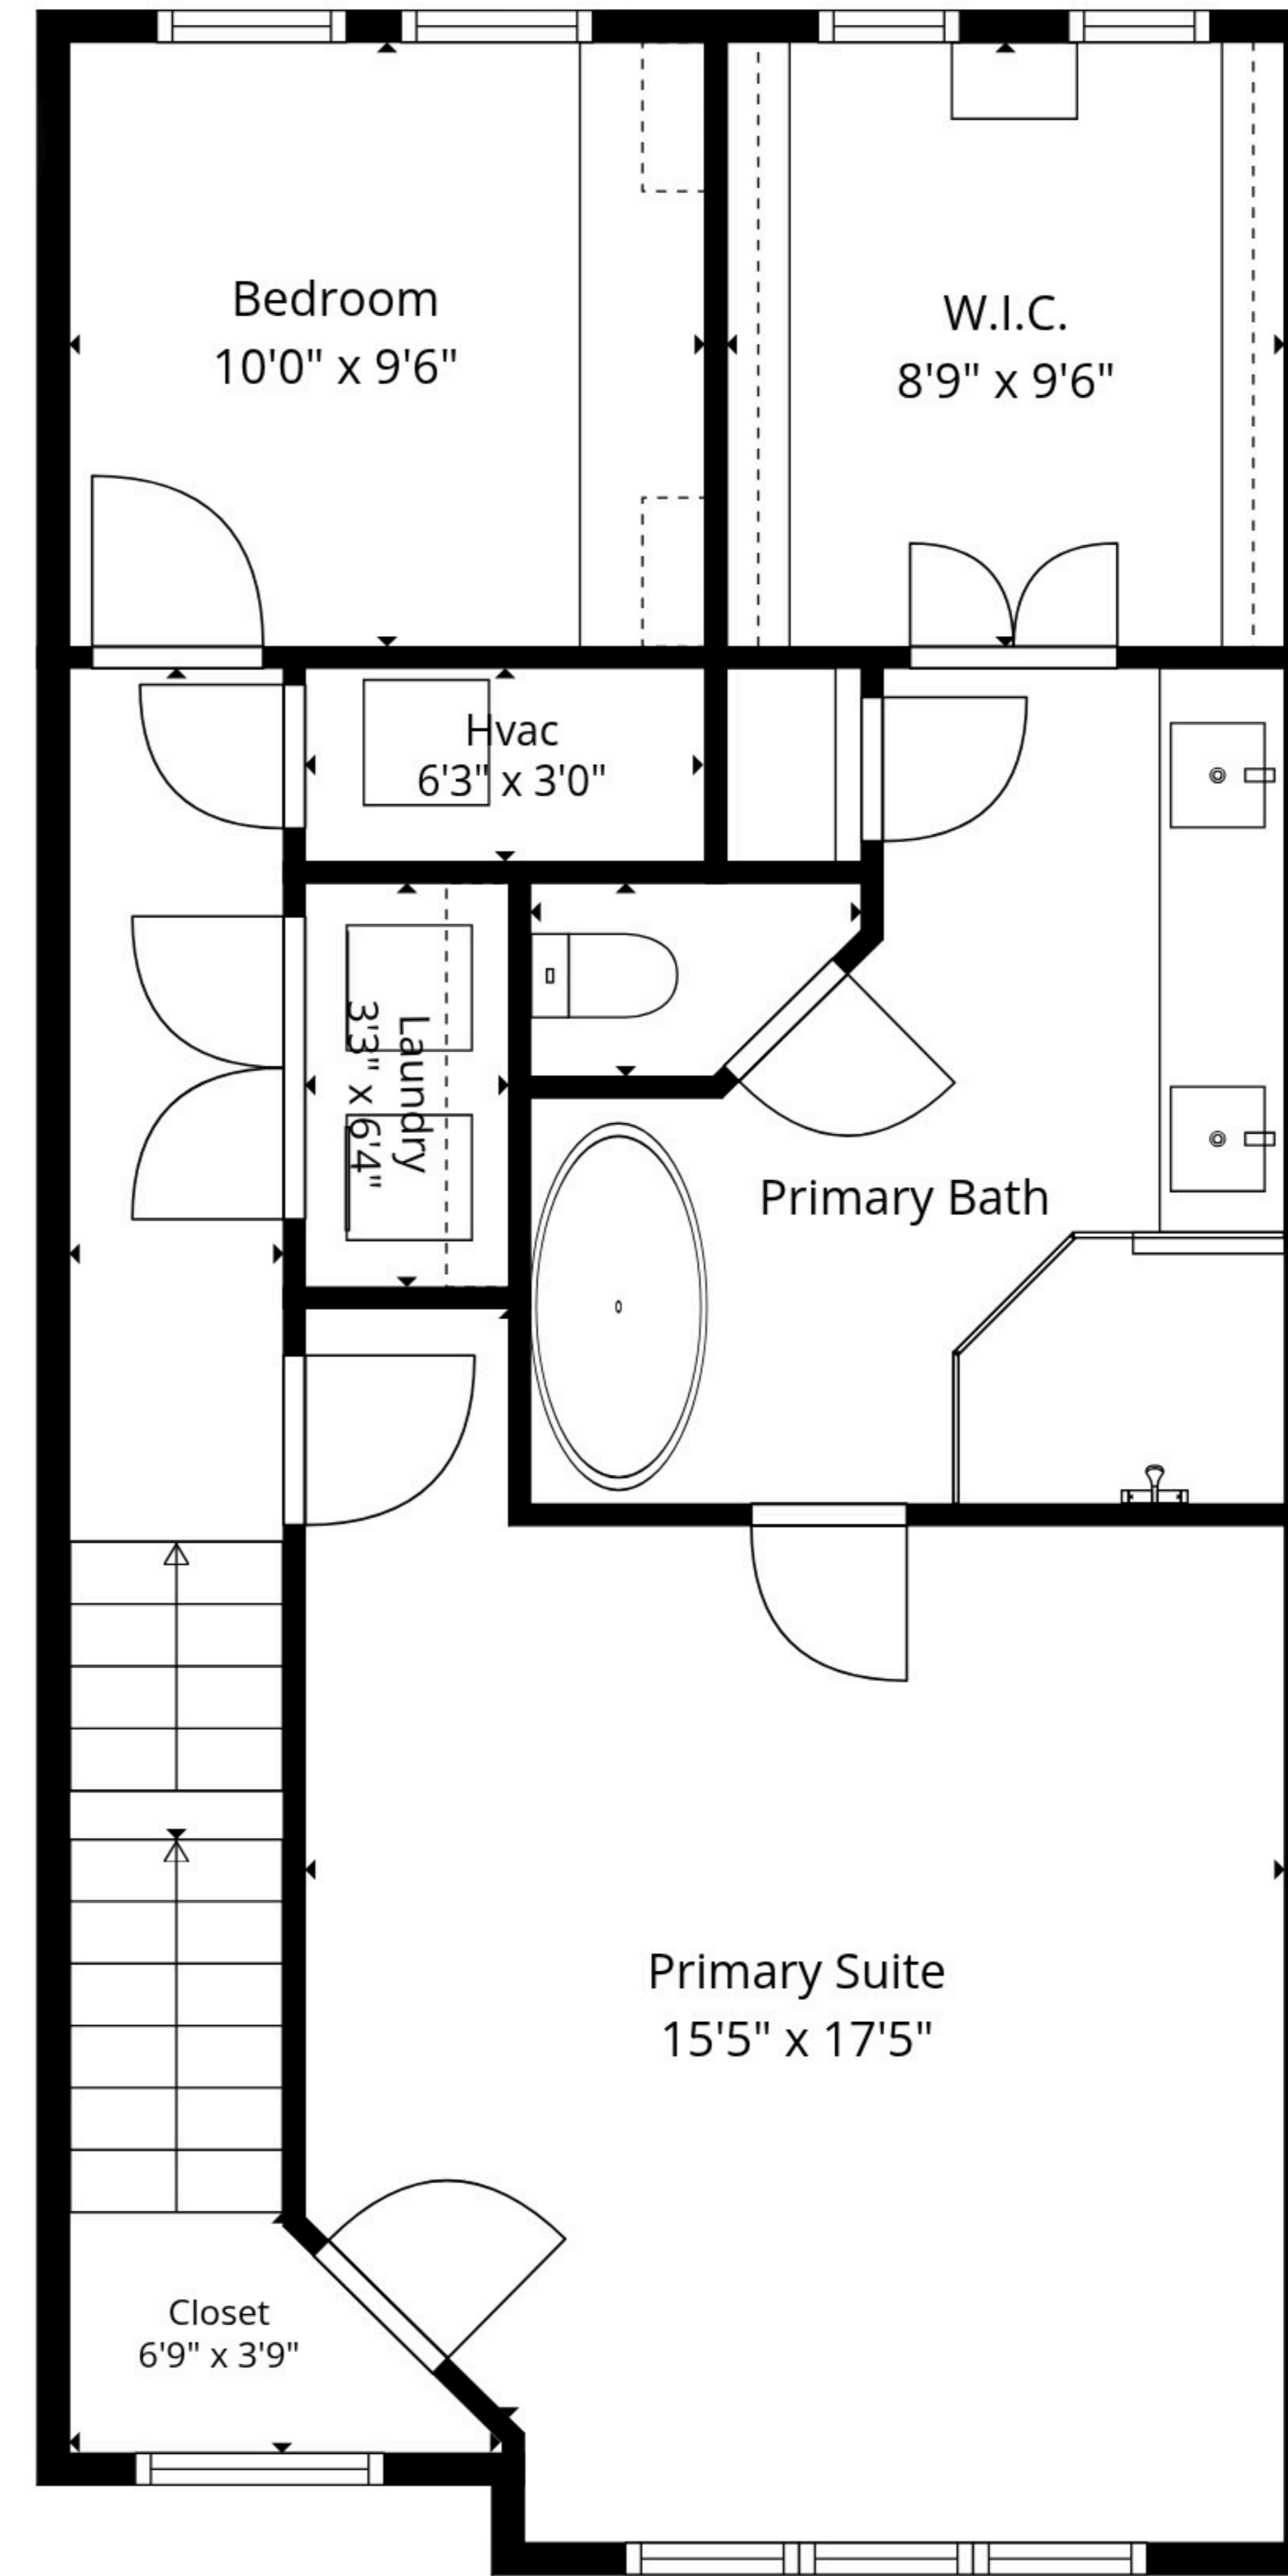 Bedroom
10'0" x 9'6"
W.I.C.
8'9" x 9'6"
Hvac
6'3" x 3'0"
Laundry
3'3" x 6'4"
Primary Bath
Primary Suite
15'5" x 17'5"
Closet
6'9" x 3'9"